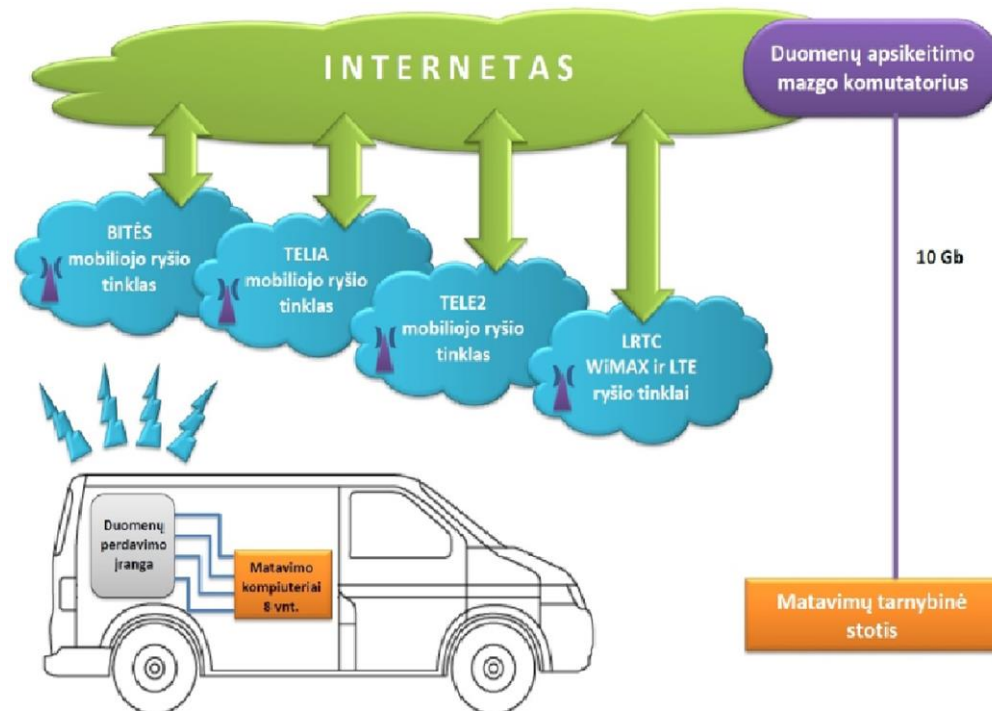 INTERNETAS
Duomenų apsikeitimo
mazgo komutatorius
BITĖS
mobiliojo ryšio
tinklas
TELIA
mobiliojo ryšio
tinklas
TELE2
mobiliojo ryšio
tinklas
LRTC
WiMAX ir LTE
ryšio tinklai
10 Gb
Duomenų
perdavimo
įranga
Matavimo
kompiuteriai
8 vnt.
Matavimų tarnybinė
stotis